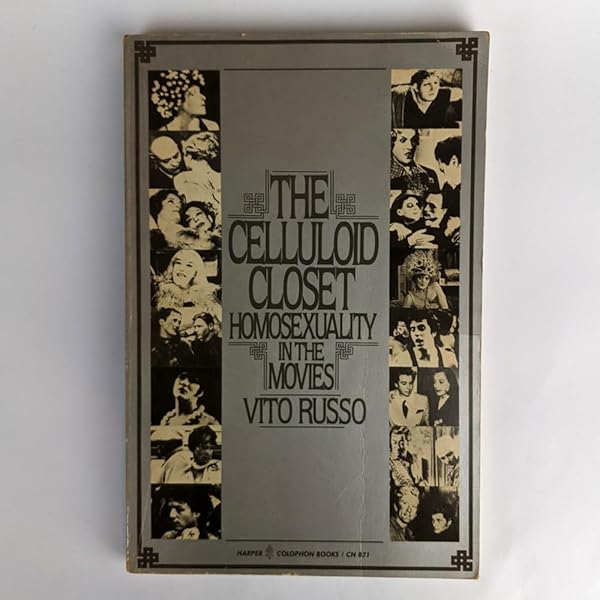 THE
CELLULOID
CLOSET
HOMOSEXUALITY
IN THE
MOVIES
VITO RUSSO
HARPER COLOPHON BOOKS / CN 871